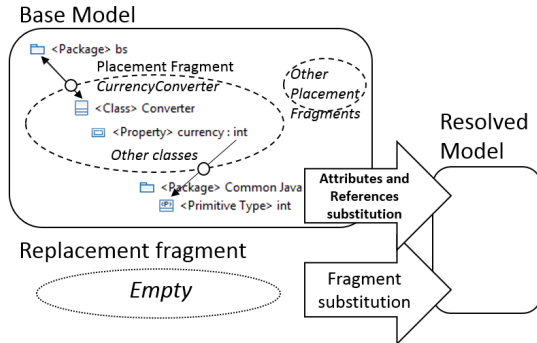 Base Model
<Package> bs
Placement Fragment
CurrencyConverter
<Class> Converter
<Property> currency : int
Other classes
Other
Placement
Fragments
<Package> Common Java
<P>
<Primitive Type> int
Attributes and
References
substitution
Resolved
Model
Replacement fragment
Empty
Fragment
substitution